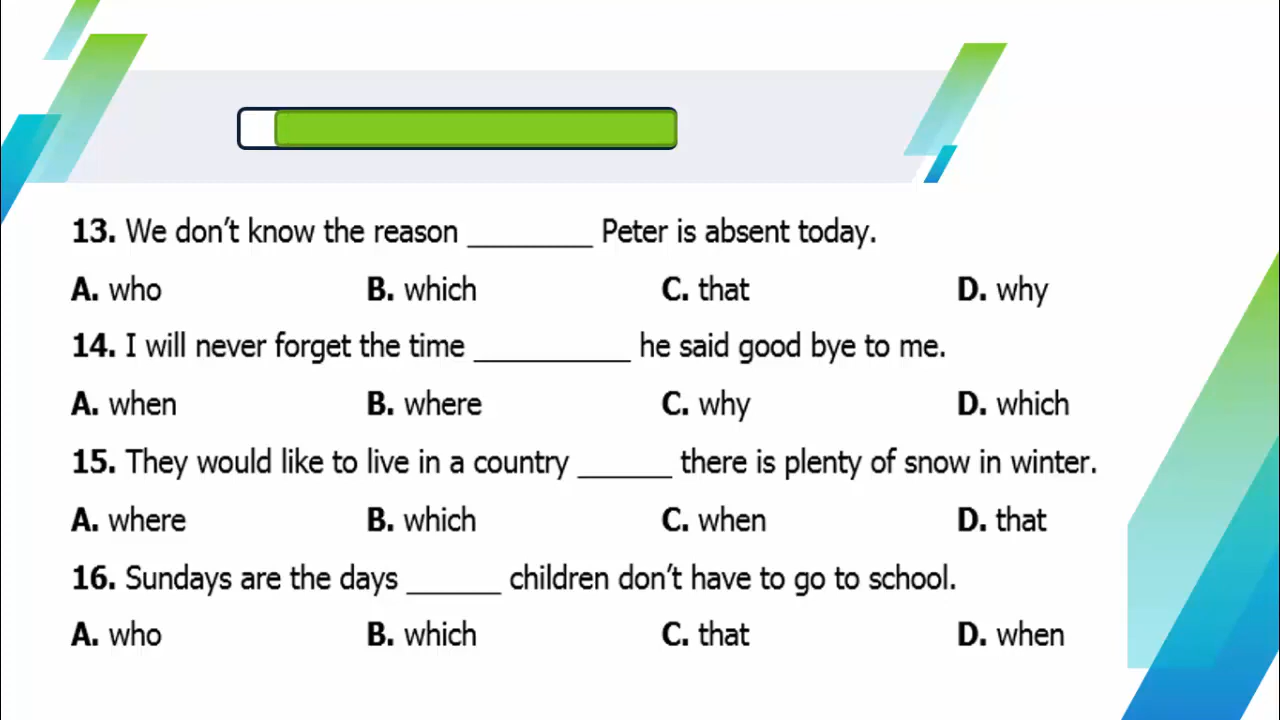 13. We don't know the reason ________ Peter is absent today.
A. who B. which C. that D. why
14. I will never forget the time __________ he said good bye to me.
A. when B. where C. why D. which
15. They would like to live in a country ______ there is plenty of snow in winter.
A. where B. which C. when D. that
16. Sundays are the days ______ children don't have to go to school.
A. who B. which C. that D. when